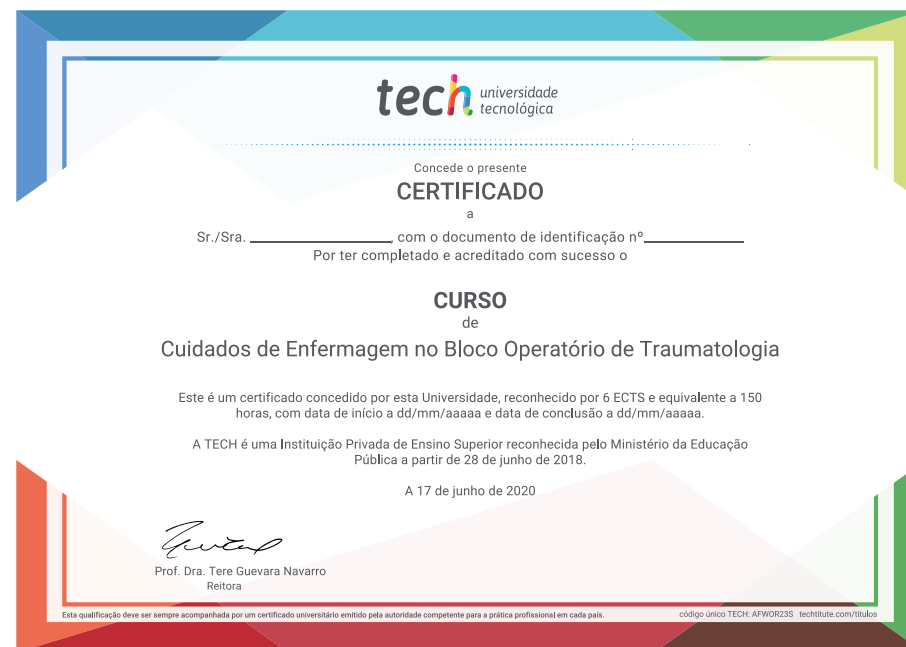 tech universidade
tecnológica
Concede o presente
CERTIFICADO
a
Sr./Sra. ____________________, com o documento de identificação nº______________
Por ter completado e acreditado com sucesso o
CURSO
de
Cuidados de Enfermagem no Bloco Operatório de Traumatologia
Este é um certificado concedido por esta Universidade, reconhecido por 6 ECTS e equivalente a 150
horas, com data de início a dd/mm/aaaaa e data de conclusão a dd/mm/aaaaa.
A TECH é uma Instituição Privada de Ensino Superior reconhecida pelo Ministério da Educação
Pública a partir de 28 de junho de 2018.
A 17 de junho de 2020
Prof. Dra. Tere Guevara Navarro
Reitora
Esta qualificação deve ser sempre acompanhada por um certificado universitário emitido pela autoridade competente para a prática profissional em cada país.
código único TECH: AFWOR23S techtitute.com/títulos